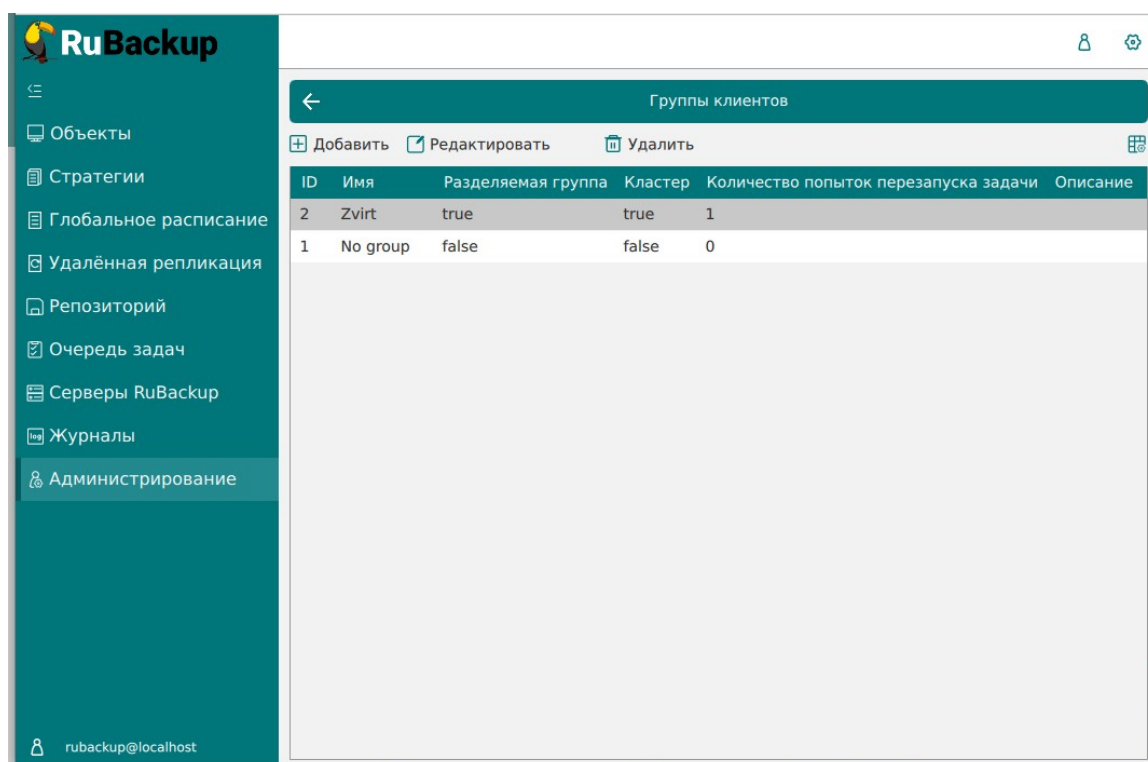 RuBackup
Группы клиентов
Объекты
Добавить Редактировать Удалить
Стратегии
ID Имя Разделяемая группа Кластер Количество попыток перезапуска задачи Описание
Глобальное расписание
2 Zvirt true true 1
1 No group false false 0
Удалённая репликация
Репозиторий
Очередь задач
Серверы RuBackup
log Журналы
Администрирование
rubackup@localhost